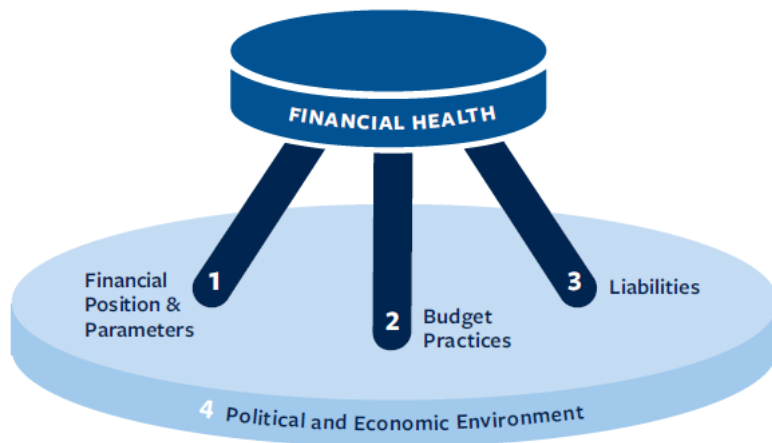 FINANCIAL HEALTH
1
Financial
Position &
Parameters
2
Budget
Practices
3
Liabilities
4 Political and Economic Environment